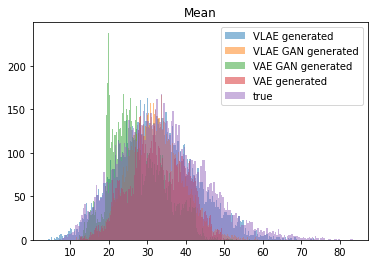 Mean
VLAE generated
VLAE GAN generated
VAE GAN generated
VAE generated
true
200
150
100
50
0
10 20 30 40 50 60 70 80